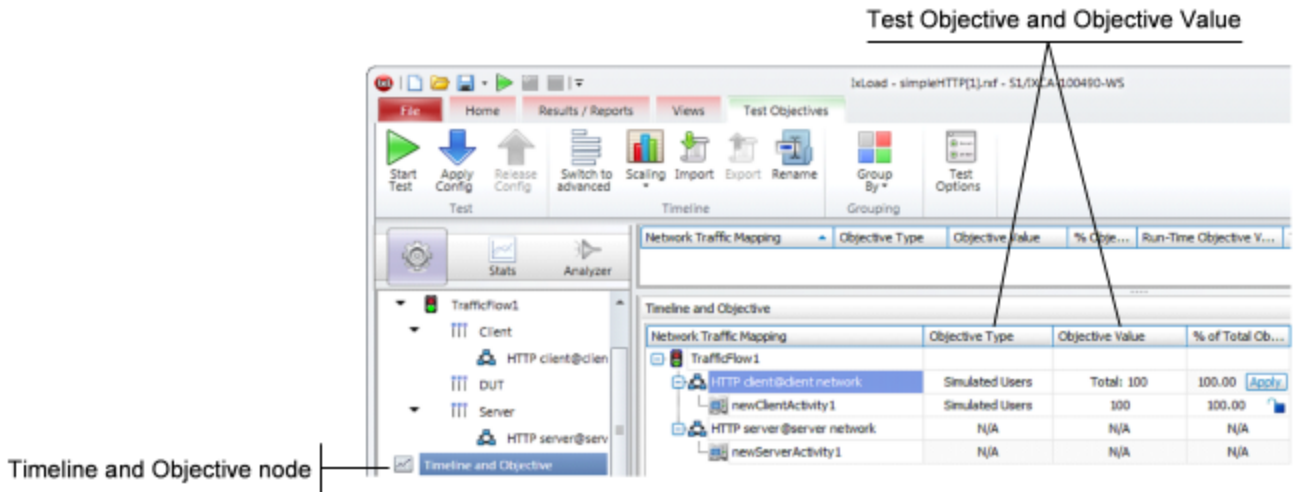 Test Objective and Objective Value
IxLoad - simpleHTTP[1].rxf - S1/IXCA-100490-WS
File Home Results / Reports Views Test Objectives
Start Test Apply Config Release Config Switch to advanced Scaling Import Export Rename Group By Test Options
Test Timeline Grouping
Network Traffic Mapping Objective Type Objective Value % Obje... Run-Time Objective V...
Stats Analyzer
TrafficFlow1
Client
HTTP client@clien
DUT
Server
HTTP server@serv
Timeline and Objective
Timeline and Objective
Network Traffic Mapping Objective Type Objective Value % of Total Ob...
TrafficFlow1
HTTP client@client network Simulated Users Total: 100 100.00 Apply
newClientActivity1 Simulated Users 100 100.00
HTTP server@server network N/A N/A N/A
newServerActivity1 N/A N/A N/A
Timeline and Objective node